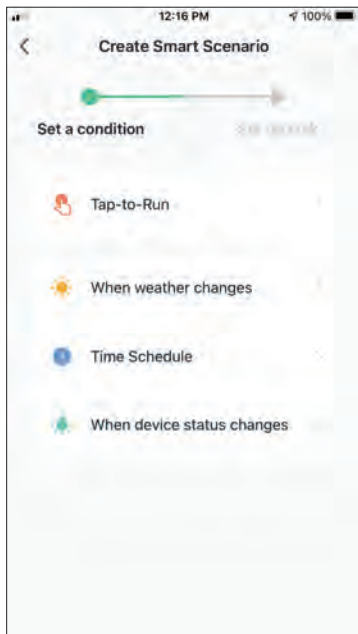 12:16 PM 100%
Create Smart Scenario
Set a condition
Tap-to-Run
When weather changes
Time Schedule
When device status changes